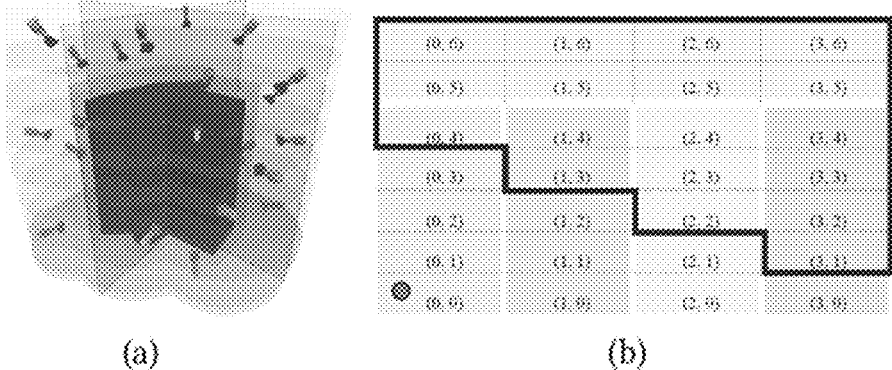 (0, 6) (1, 6) (2, 6) (3, 6)
(0, 5) (1, 5) (2, 5) (3, 5)
(0, 4) (1, 4) (2, 4) (3, 4)
(0, 3) (1, 3) (2, 3) (3, 3)
(0, 2) (1, 2) (2, 2) (3, 2)
(0, 1) (1, 1) (2, 1) (3, 1)
(0, 0) (1, 0) (2, 0) (3, 0)
(a) (b)